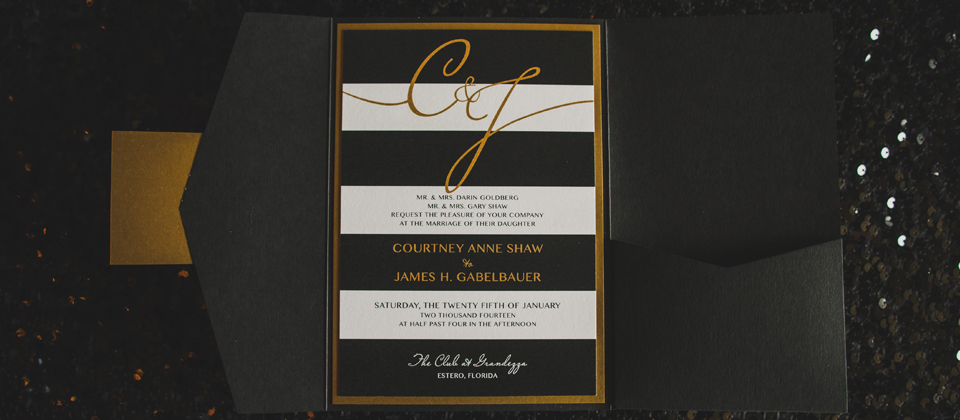 C&J
MR. & MRS. DARIN GOLDBERG
MR. & MRS. GARY SHAW
REQUEST THE PLEASURE OF YOUR COMPANY
AT THE MARRIAGE OF THEIR DAUGHTER
COURTNEY ANNE SHAW
to
JAMES H. GABELBAUER
SATURDAY, THE TWENTY FIFTH OF JANUARY
TWO THOUSAND FOURTEEN
AT HALF PAST FOUR IN THE AFTERNOON
The Club at Grandezza
ESTERO, FLORIDA